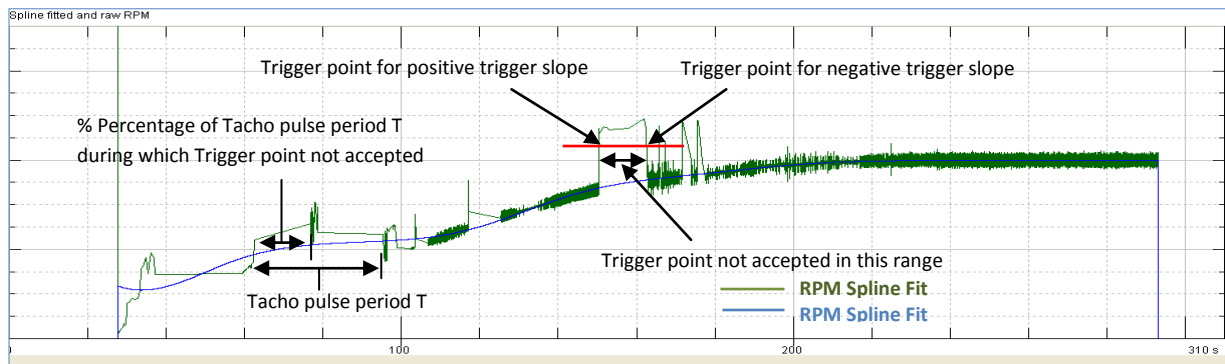 Spline fitted and raw RPM
Trigger point for positive trigger slope
Trigger point for negative trigger slope
% Percentage of Tacho pulse period T
during which Trigger point not accepted
Trigger point not accepted in this range
Tacho pulse period T
RPM Spline Fit
RPM Spline Fit
0
100
200
310 s